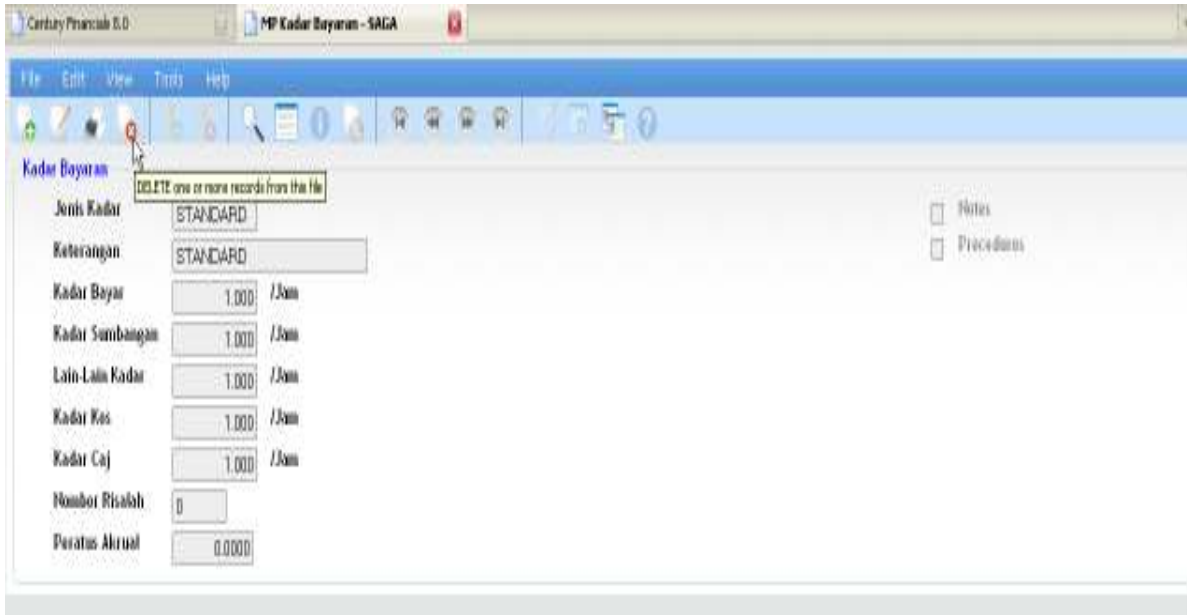 Century Financials 8.0 MP Kadar Bayaran - SAGA
File Edit View Tools Help
Kadar Bayaran
DELETE one or more records from this file
Jenis Kadar STANDARD Notes
Keterangan STANDARD Procedures
Kadar Bayar 1.000 /Jam
Kadar Sumbangan 1.000 /Jam
Lain-Lain Kadar 1.000 /Jam
Kadar Kos 1.000 /Jam
Kadar Caj 1.000 /Jam
Nombor Risalah 0
Peratus Akrual 0.0000